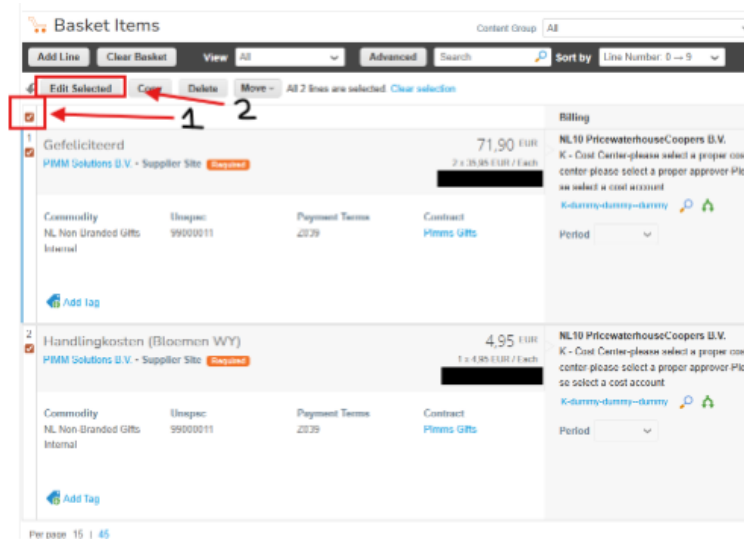 Basket Items
Content Group All
Add Line Clear Basket View All Advanced Search Sort by Line Number: 0 → 9
Edit Selected Copy Delete Move All 2 lines are selected. Clear selection
1 2
Billing
1
Gefeliciteerd 71,90 EUR
PIMM Solutions B.V. - Supplier Site Required 2 x 35,95 EUR / Each
NL10 PricewaterhouseCoopers B.V.
K - Cost Center-please select a proper cos
center-please select a proper approver-Ple
se select a cost account
K-dummy-dummy--dummy
Period
Commodity Unspsc Payment Terms Contract
NL Non Branded Gifts 99000011 Z039 Pimms Gifts
Internal
Add Tag
2
Handlingkosten (Bloemen WY) 4,95 EUR
PIMM Solutions B.V. - Supplier Site Required 1 x 4,95 EUR / Each
NL10 PricewaterhouseCoopers B.V.
K - Cost Center-please select a proper cos
center-please select a proper approver-Ple
se select a cost account
K-dummy-dummy--dummy
Period
Commodity Unspsc Payment Terms Contract
NL Non-Branded Gifts 99000011 Z039 Pimms Gifts
Internal
Add Tag
Per page 15 | 45